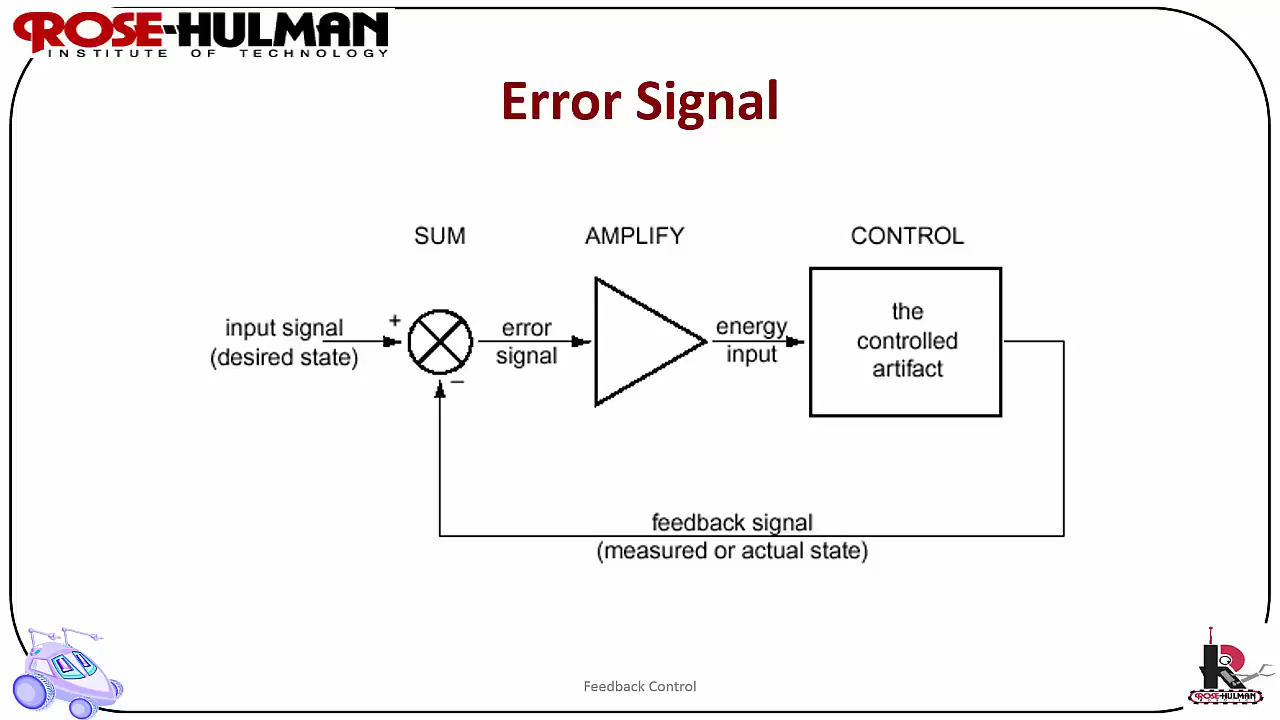 ROSE-HULMAN
INSTITUTE OF TECHNOLOGY
Error Signal
SUM
AMPLIFY
CONTROL
input signal
(desired state)
+
−
error
signal
energy
input
the
controlled
artifact
feedback signal
(measured or actual state)
Feedback Control
R
ROSE-HULMAN